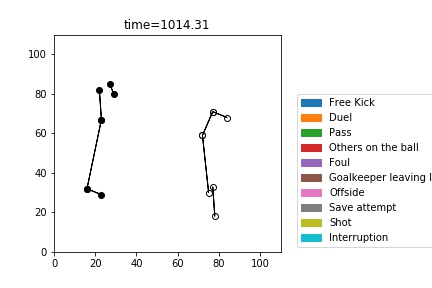 time=1014.31
100
80
60
40
20
0
0 20 40 60 80 100
Free Kick
Duel
Pass
Others on the ball
Foul
Goalkeeper leaving l
Offside
Save attempt
Shot
Interruption